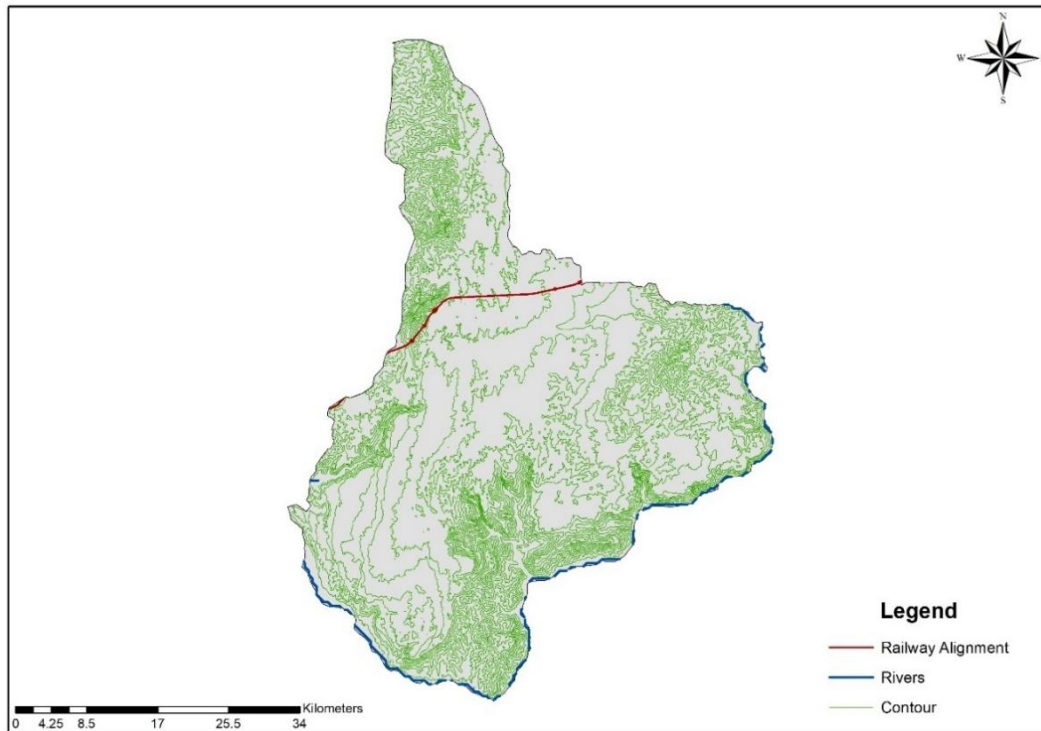 N
W
S
Legend
Railway Alignment
Rivers
Contour
Kilometers
0 4.25 8.5 17 25.5 34